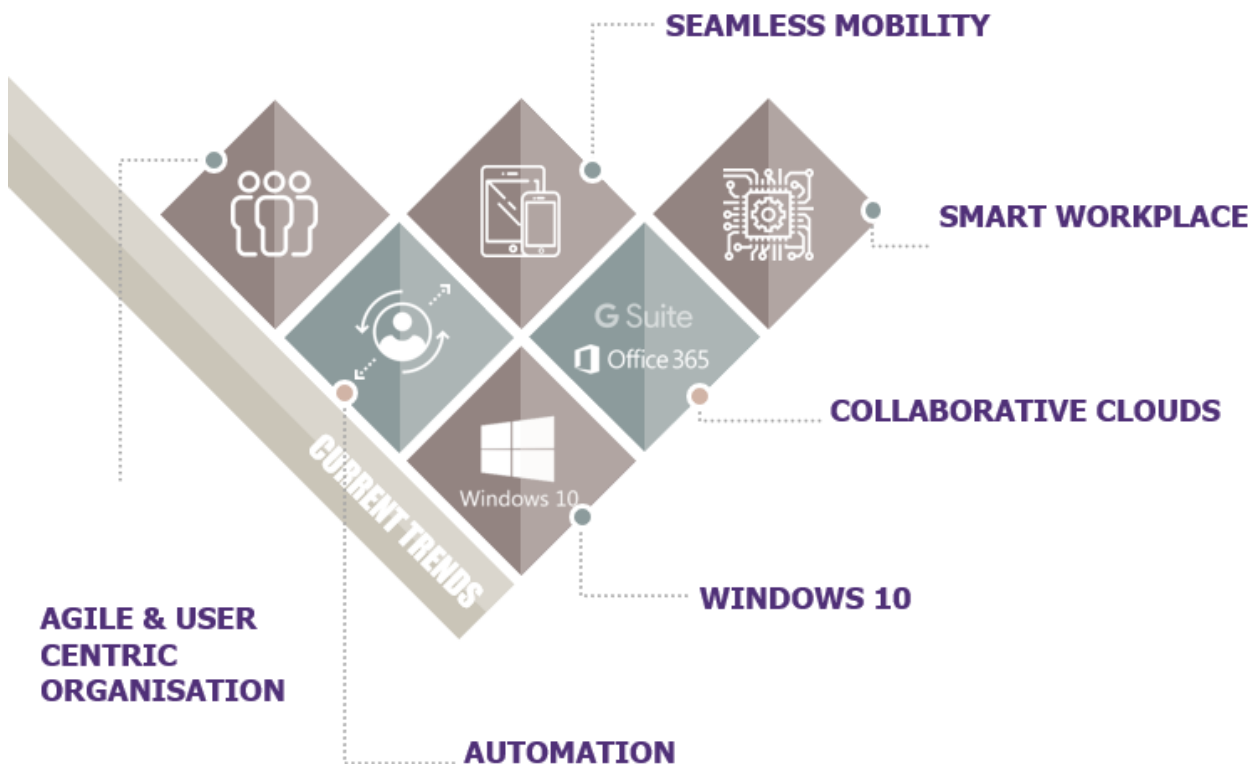 SEAMLESS MOBILITY
SMART WORKPLACE
G Suite
Office 365
COLLABORATIVE CLOUDS
Windows 10
CURRENT TRENDS
WINDOWS 10
AGILE & USER
CENTRIC
ORGANISATION
AUTOMATION